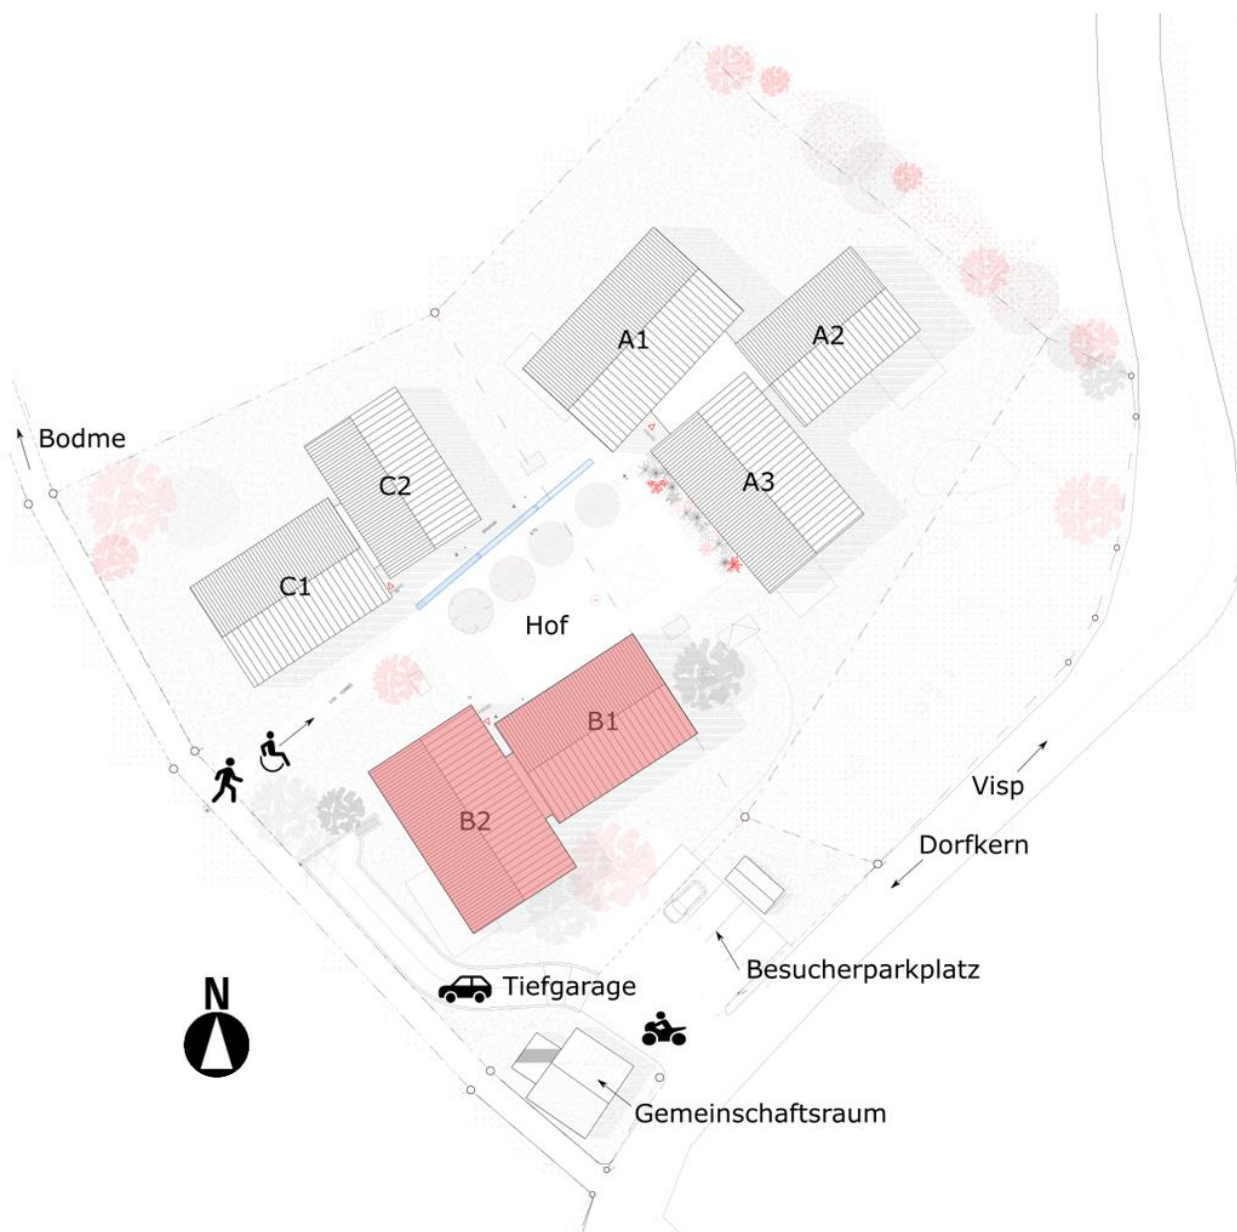 A1
A2
Bodme
C2
A3
C1
Hof
B1
B2
Visp
Dorfkern
Besucherparkplatz
N
Tiefgarage
Gemeinschaftsraum